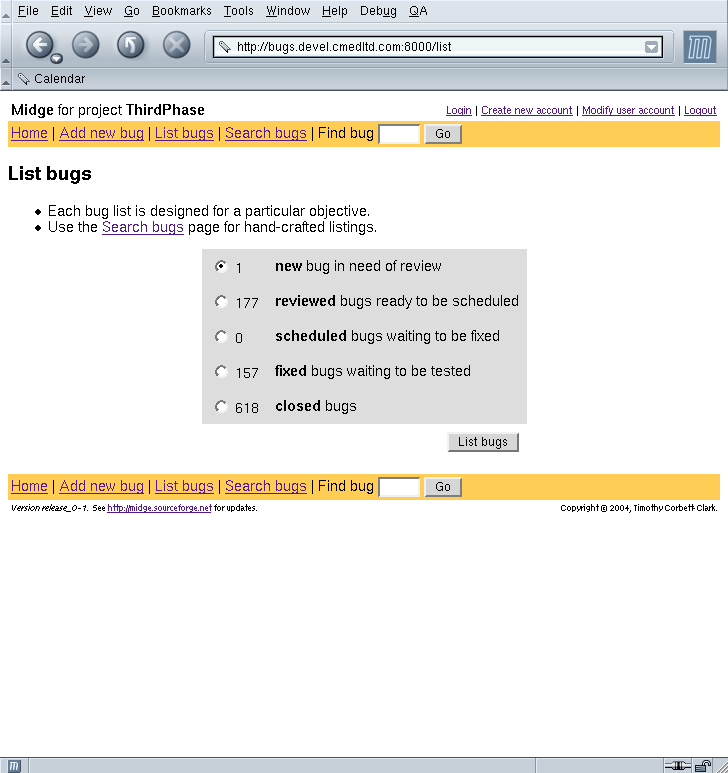 File Edit View Go Bookmarks Tools Window Help Debug QA
http://bugs.devel.cmedltd.com:8000/list
Calendar
Midge for project ThirdPhase
Login | Create new account | Modify user account | Logout
Home | Add new bug | List bugs | Search bugs | Find bug Go
List bugs
Each bug list is designed for a particular objective.
Use the Search bugs page for hand-crafted listings.
1 new bug in need of review
177 reviewed bugs ready to be scheduled
0 scheduled bugs waiting to be fixed
157 fixed bugs waiting to be tested
618 closed bugs
List bugs
Home | Add new bug | List bugs | Search bugs | Find bug Go
Version release_0-1. See http://midge.sourceforge.net for updates.
Copyright © 2004, Timothy Corbett-Clark.